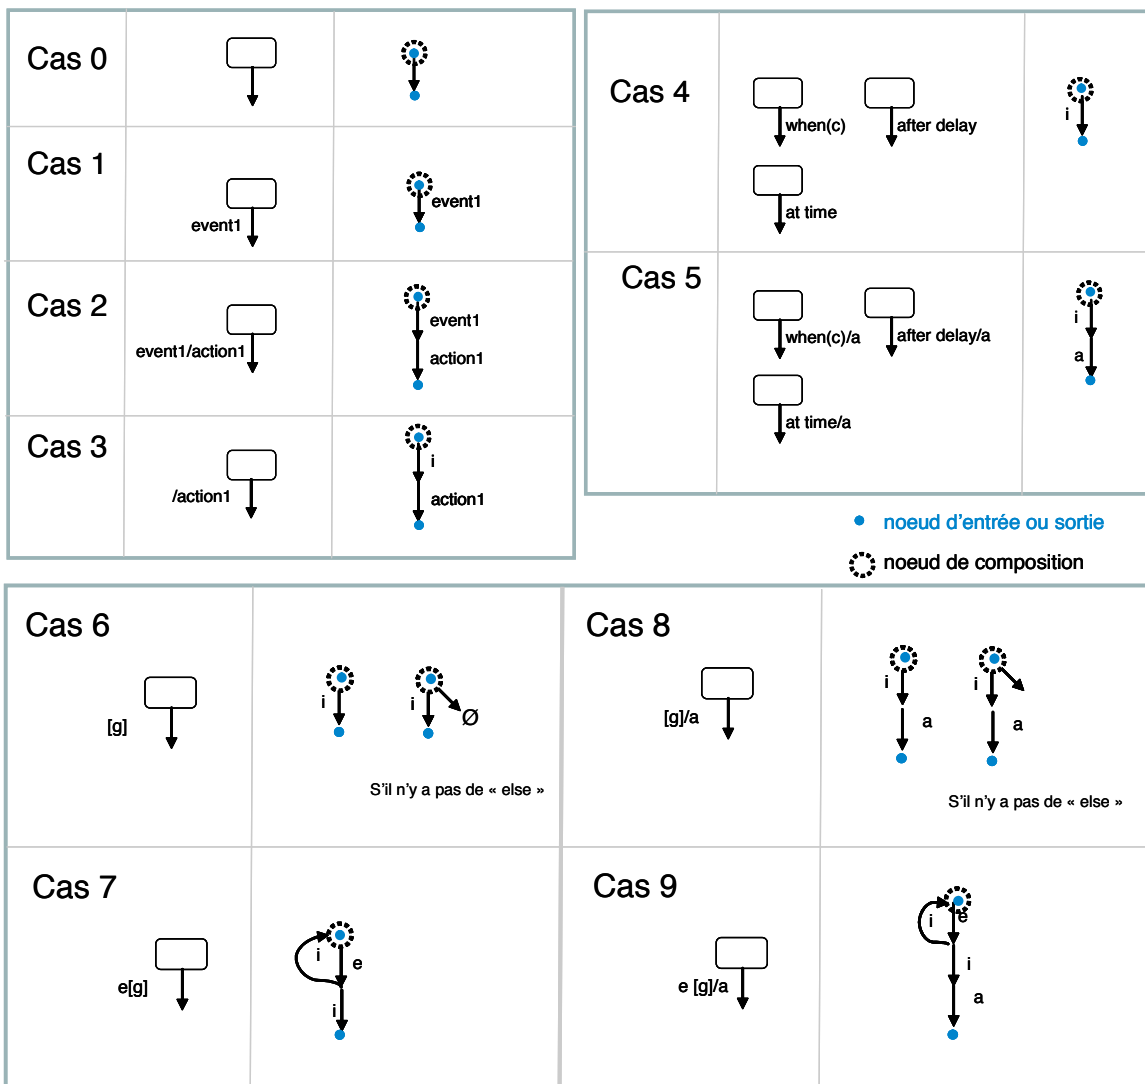 Cas 0
Cas 1
event1
event1
Cas 2
event1/action1
event1
action1
Cas 3
/action1
i
action1
Cas 4
when(c)
after delay
at time
i
Cas 5
when(c)/a
after delay/a
at time/a
i
a
noeud d'entrée ou sortie
noeud de composition
Cas 6
[g]
i
i
Ø
S'il n'y a pas de « else »
Cas 8
[g]/a
i
a
i
a
S'il n'y a pas de « else »
Cas 7
e[g]
i
e
i
Cas 9
e [g]/a
i
e
i
a